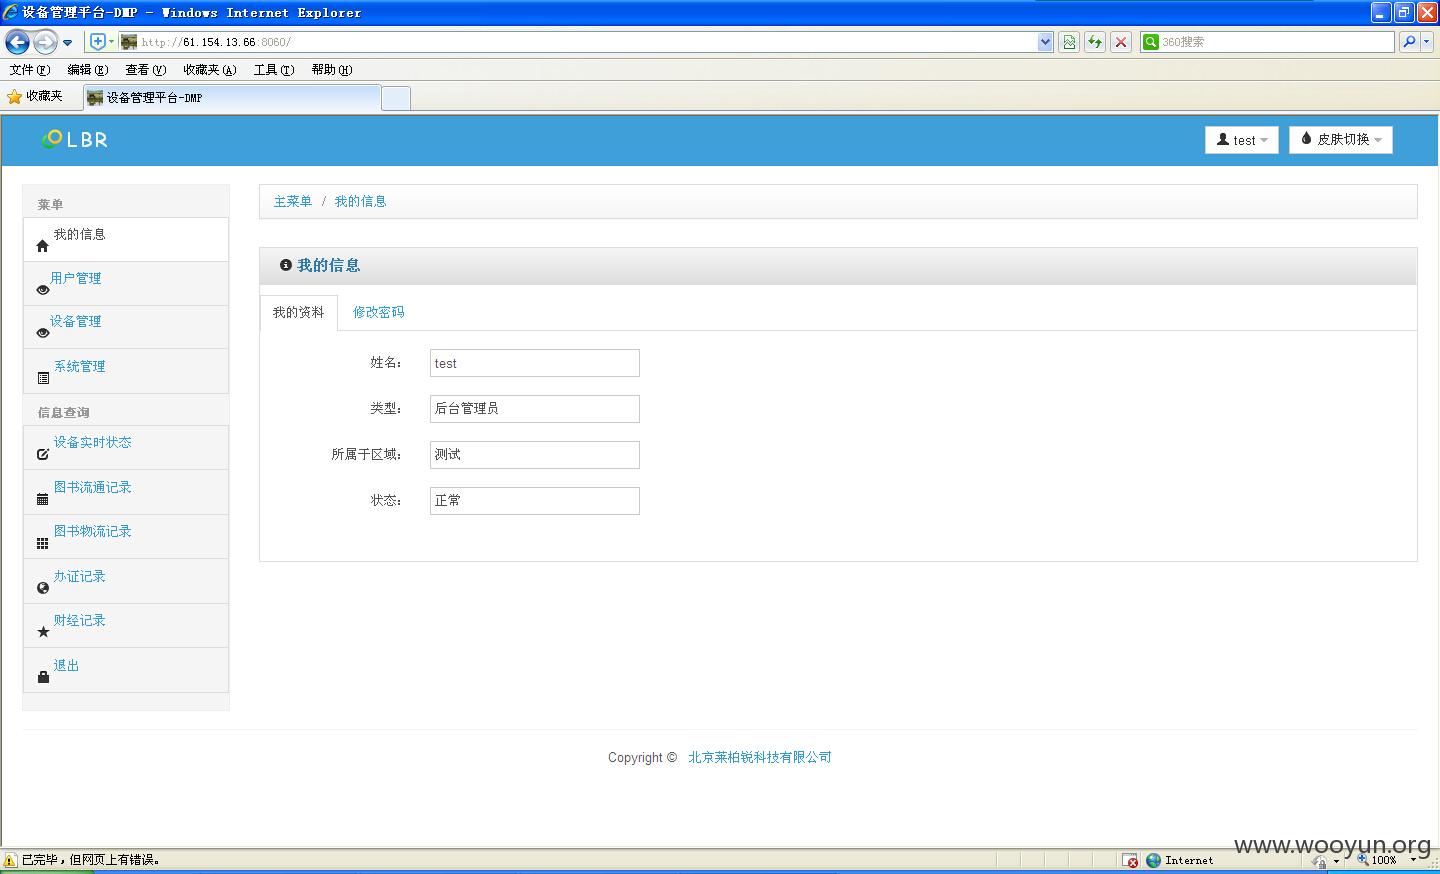 设备管理平台-DMP - Windows Internet Explorer
http://61.154.13.66:8060/
360搜索
文件(F) 编辑(E) 查看(V) 收藏夹(A) 工具(T) 帮助(H)
收藏夹 设备管理平台-DMP
LBR test 皮肤切换
菜单
我的信息
用户管理
设备管理
系统管理
信息查询
设备实时状态
图书流通记录
图书物流记录
办证记录
财经记录
退出
主菜单 / 我的信息
我的信息
我的资料 修改密码
姓名： test
类型： 后台管理员
所属于区域： 测试
状态： 正常
Copyright © 北京莱柏锐科技有限公司
www.wooyun.org
已完毕，但网页上有错误。 Internet 100%